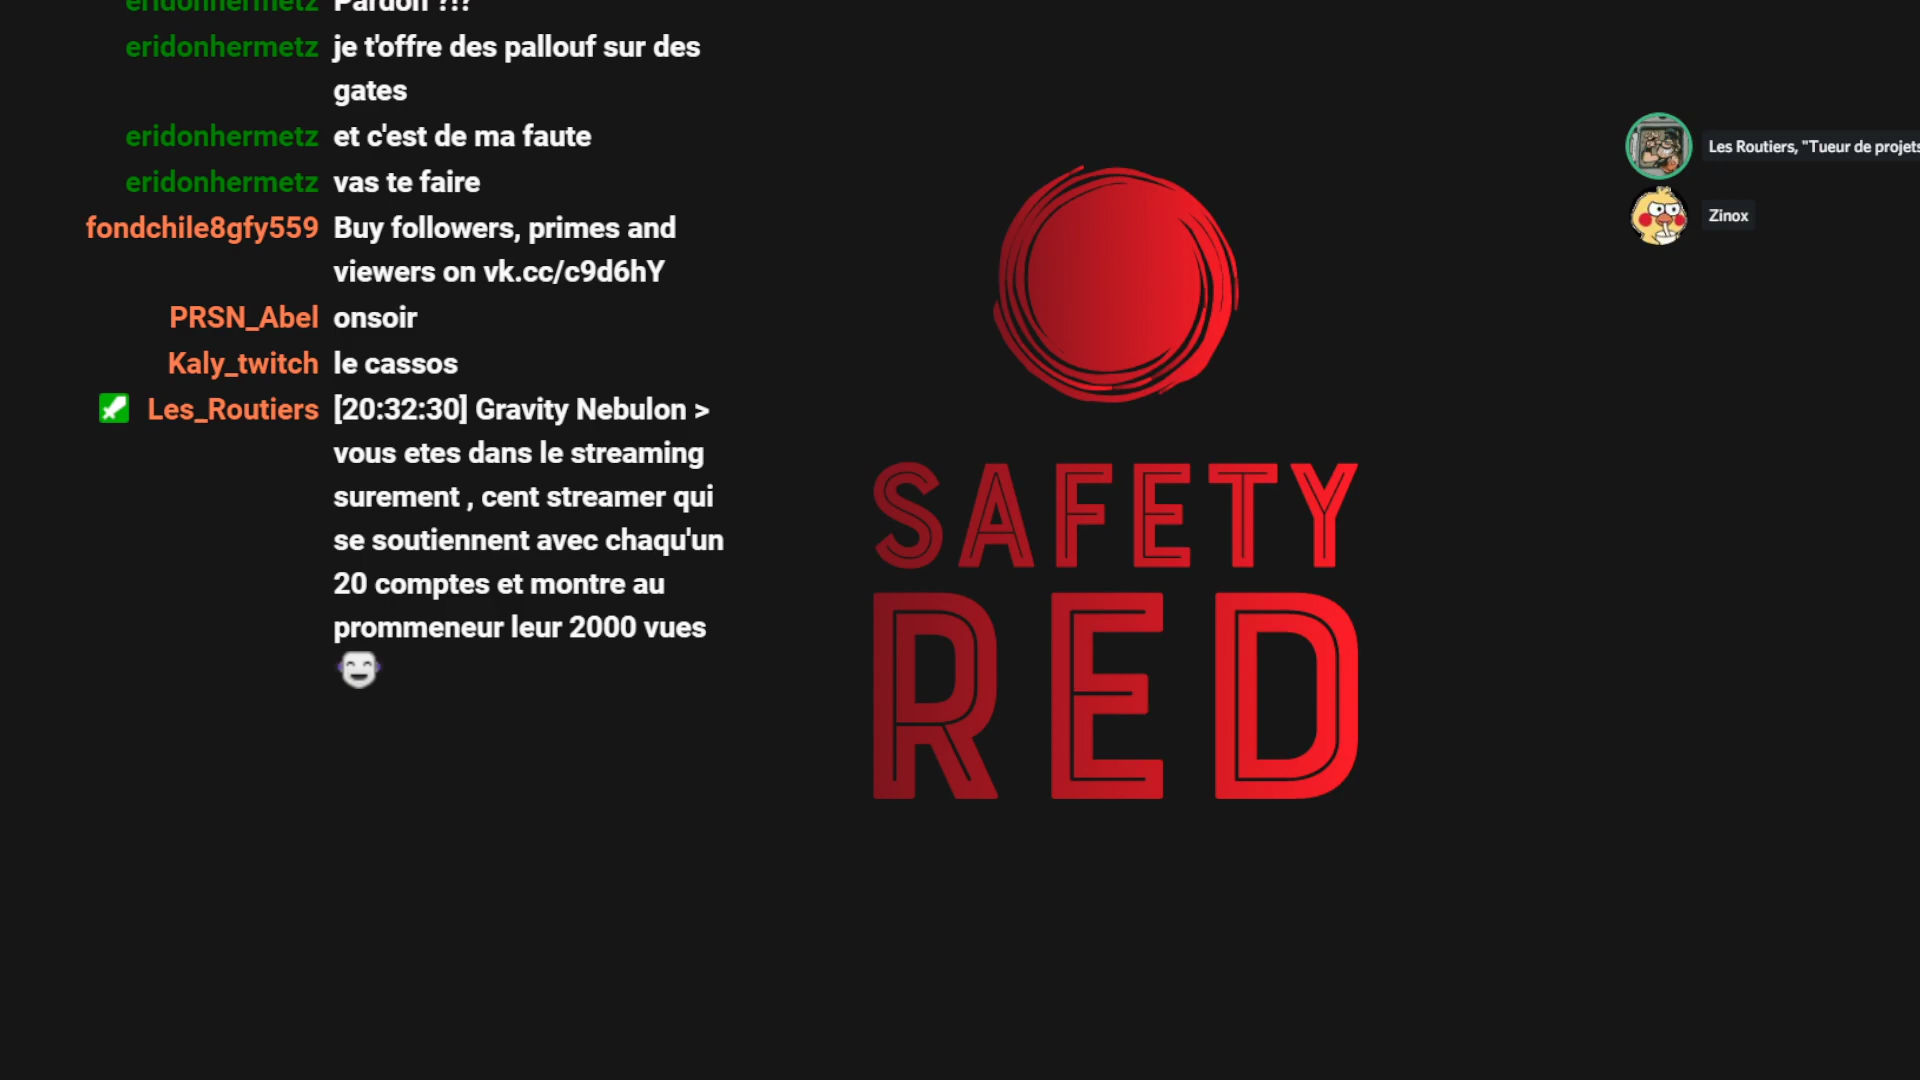 eridonhermetz Pardon ?!?
eridonhermetz je t'offre des pallouf sur des
gates
eridonhermetz et c'est de ma faute
eridonhermetz vas te faire
fondchile8gfy559 Buy followers, primes and
viewers on vk.cc/c9d6hY
PRSN_Abel onsoir
Kaly_twitch le cassos
Les_Routiers [20:32:30] Gravity Nebulon >
vous etes dans le streaming
surement , cent streamer qui
se soutiennent avec chaqu'un
20 comptes et montre au
prommeneur leur 2000 vues
SAFETY
RED
Les Routiers, "Tueur de projets
Zinox